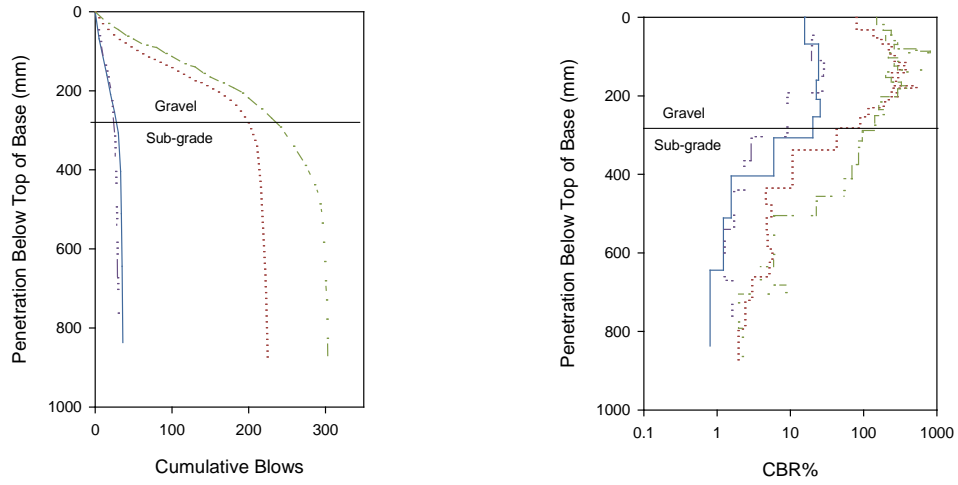 0
200
400
600
800
1000
Penetration Below Top of Base (mm)
Gravel
Sub-grade
0 100 200 300
Cumulative Blows
0
200
400
600
800
1000
Penetration Below Top of Base (mm)
Gravel
Sub-grade
0.1 1 10 100 1000
CBR%